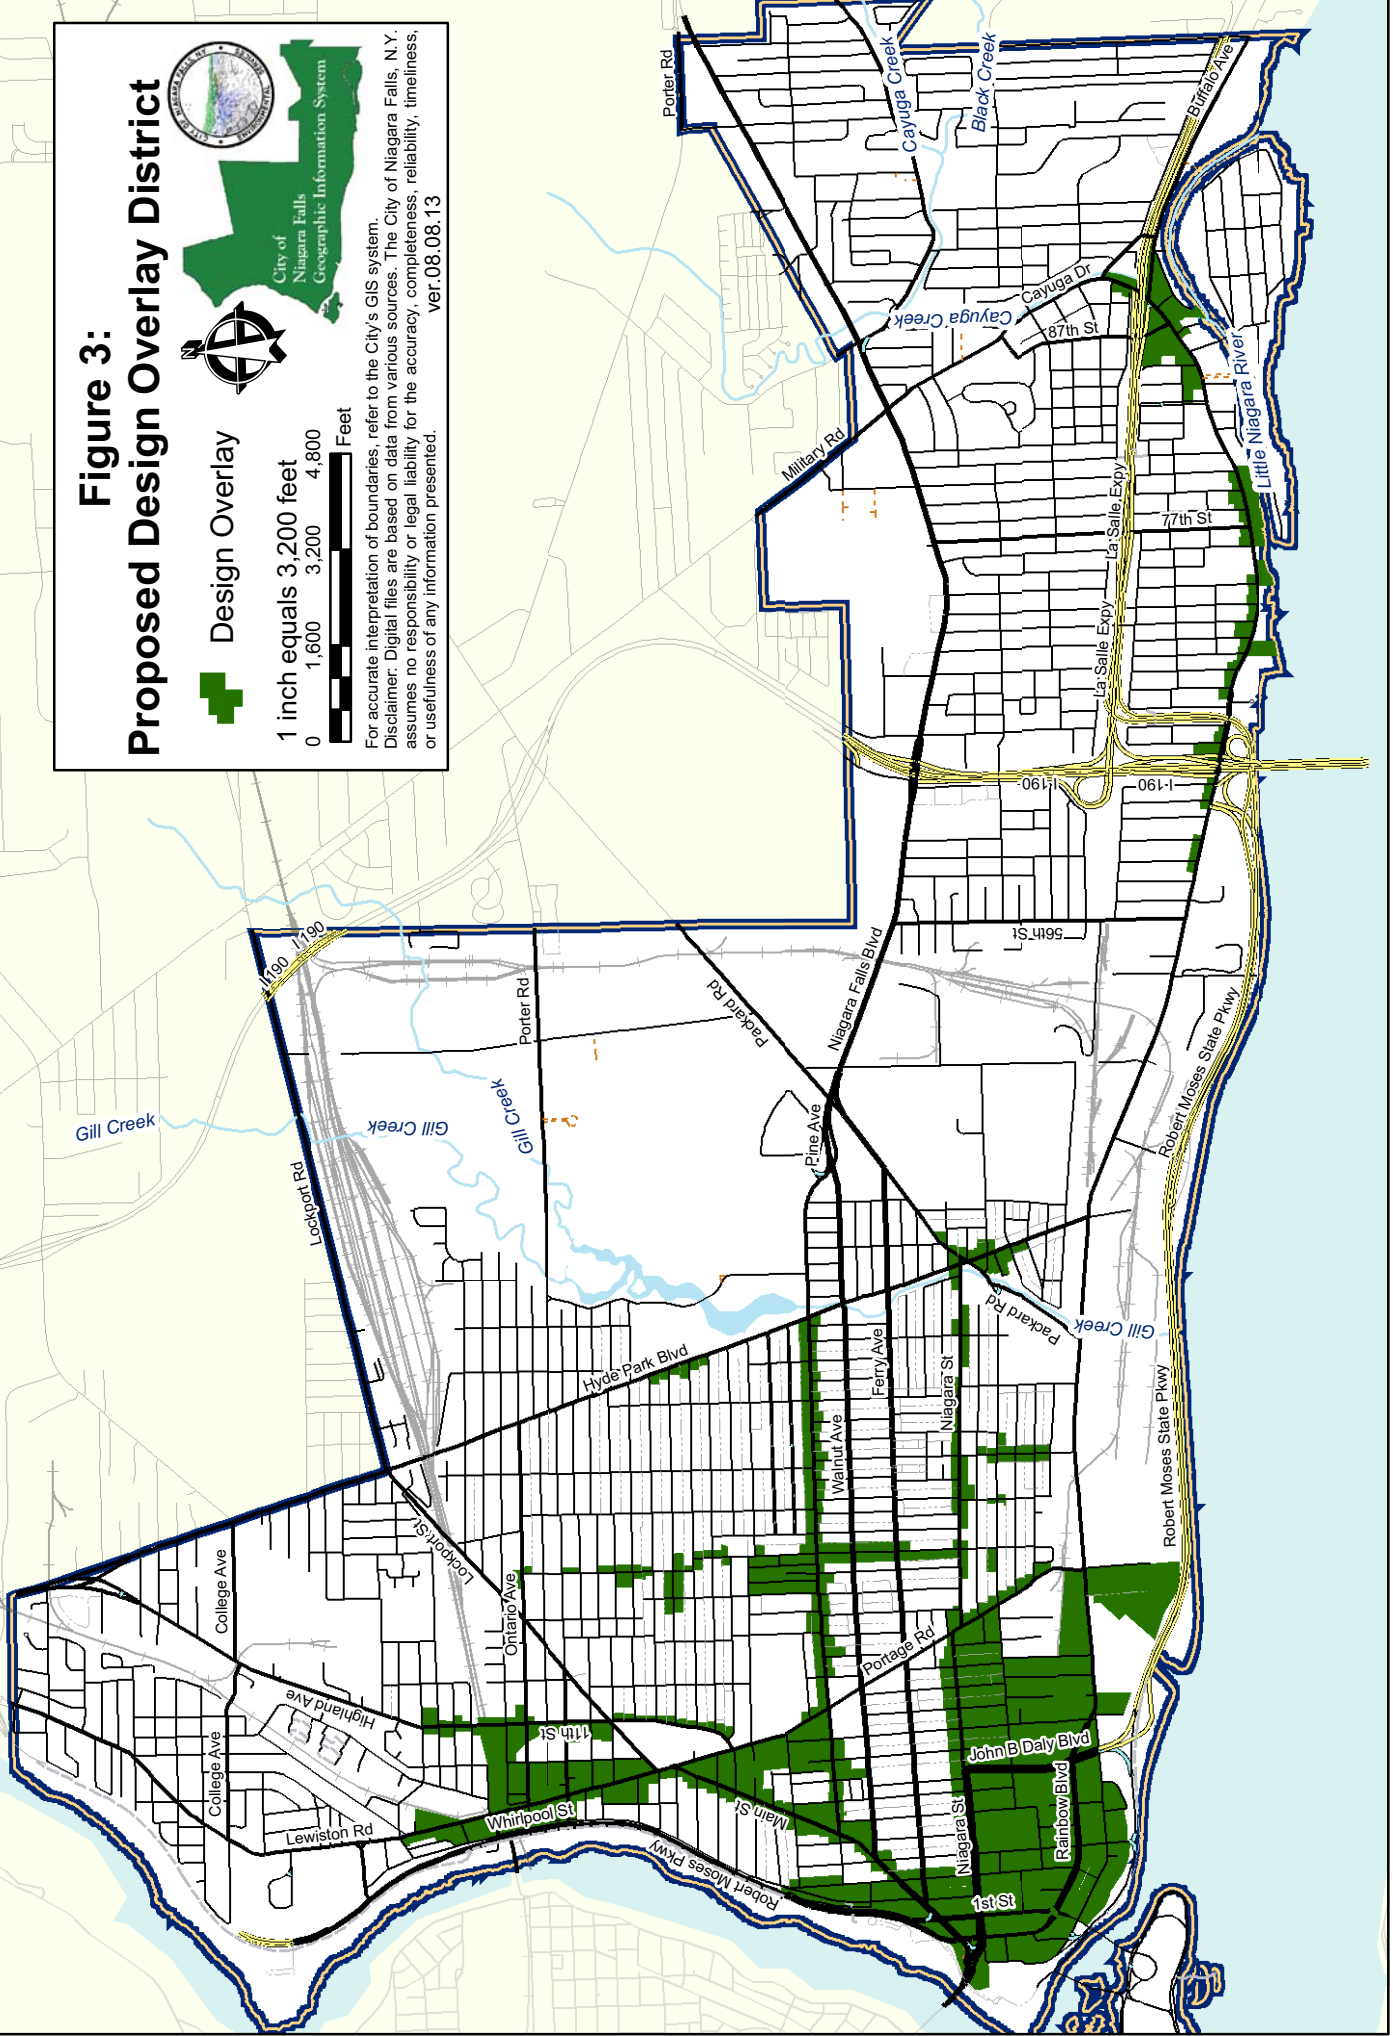 Figure 3:
Proposed Design Overlay District
CITY OF NIAGARA FALLS, NY
City of
Niagara Falls
Geographic Information System
N
Design Overlay
1 inch equals 3,200 feet
0 1,600 3,200 4,800
Feet
For accurate interpretation of boundaries, refer to the City's GIS system.
Disclaimer: Digital files are based on data from various sources. The City of Niagara Falls, N.Y.
assumes no responsibility or legal liability for the accuracy, completeness, reliability, timeliness,
or usefulness of any information presented.
ver.08.08.13
Porter Rd
Cayuga Creek
Black Creek
Buffalo Ave
Cayuga Dr
Cayuga Creek
87th St
Little Niagara River
Military Rd
La Salle Expy
77th St
La Salle Expy
I-190
I-190
I 190
I 190
56th St
Niagara Falls Blvd
Packard Rd
Porter Rd
Robert Moses State Pkwy
Gill Creek
Gill Creek
Gill Creek
Lockport Rd
Pine Ave
Packard Rd
Gill Creek
Hyde Park Blvd
Ferry Ave
Niagara St
Walnut Ave
Robert Moses State Pkwy
Lockport St
College Ave
Ontario Ave
Portage Rd
Highland Ave
11th St
College Ave
John B Daly Blvd
Rainbow Blvd
Main St
Whirlpool St
Lewiston Rd
Niagara St
Robert Moses Pkwy
1st St